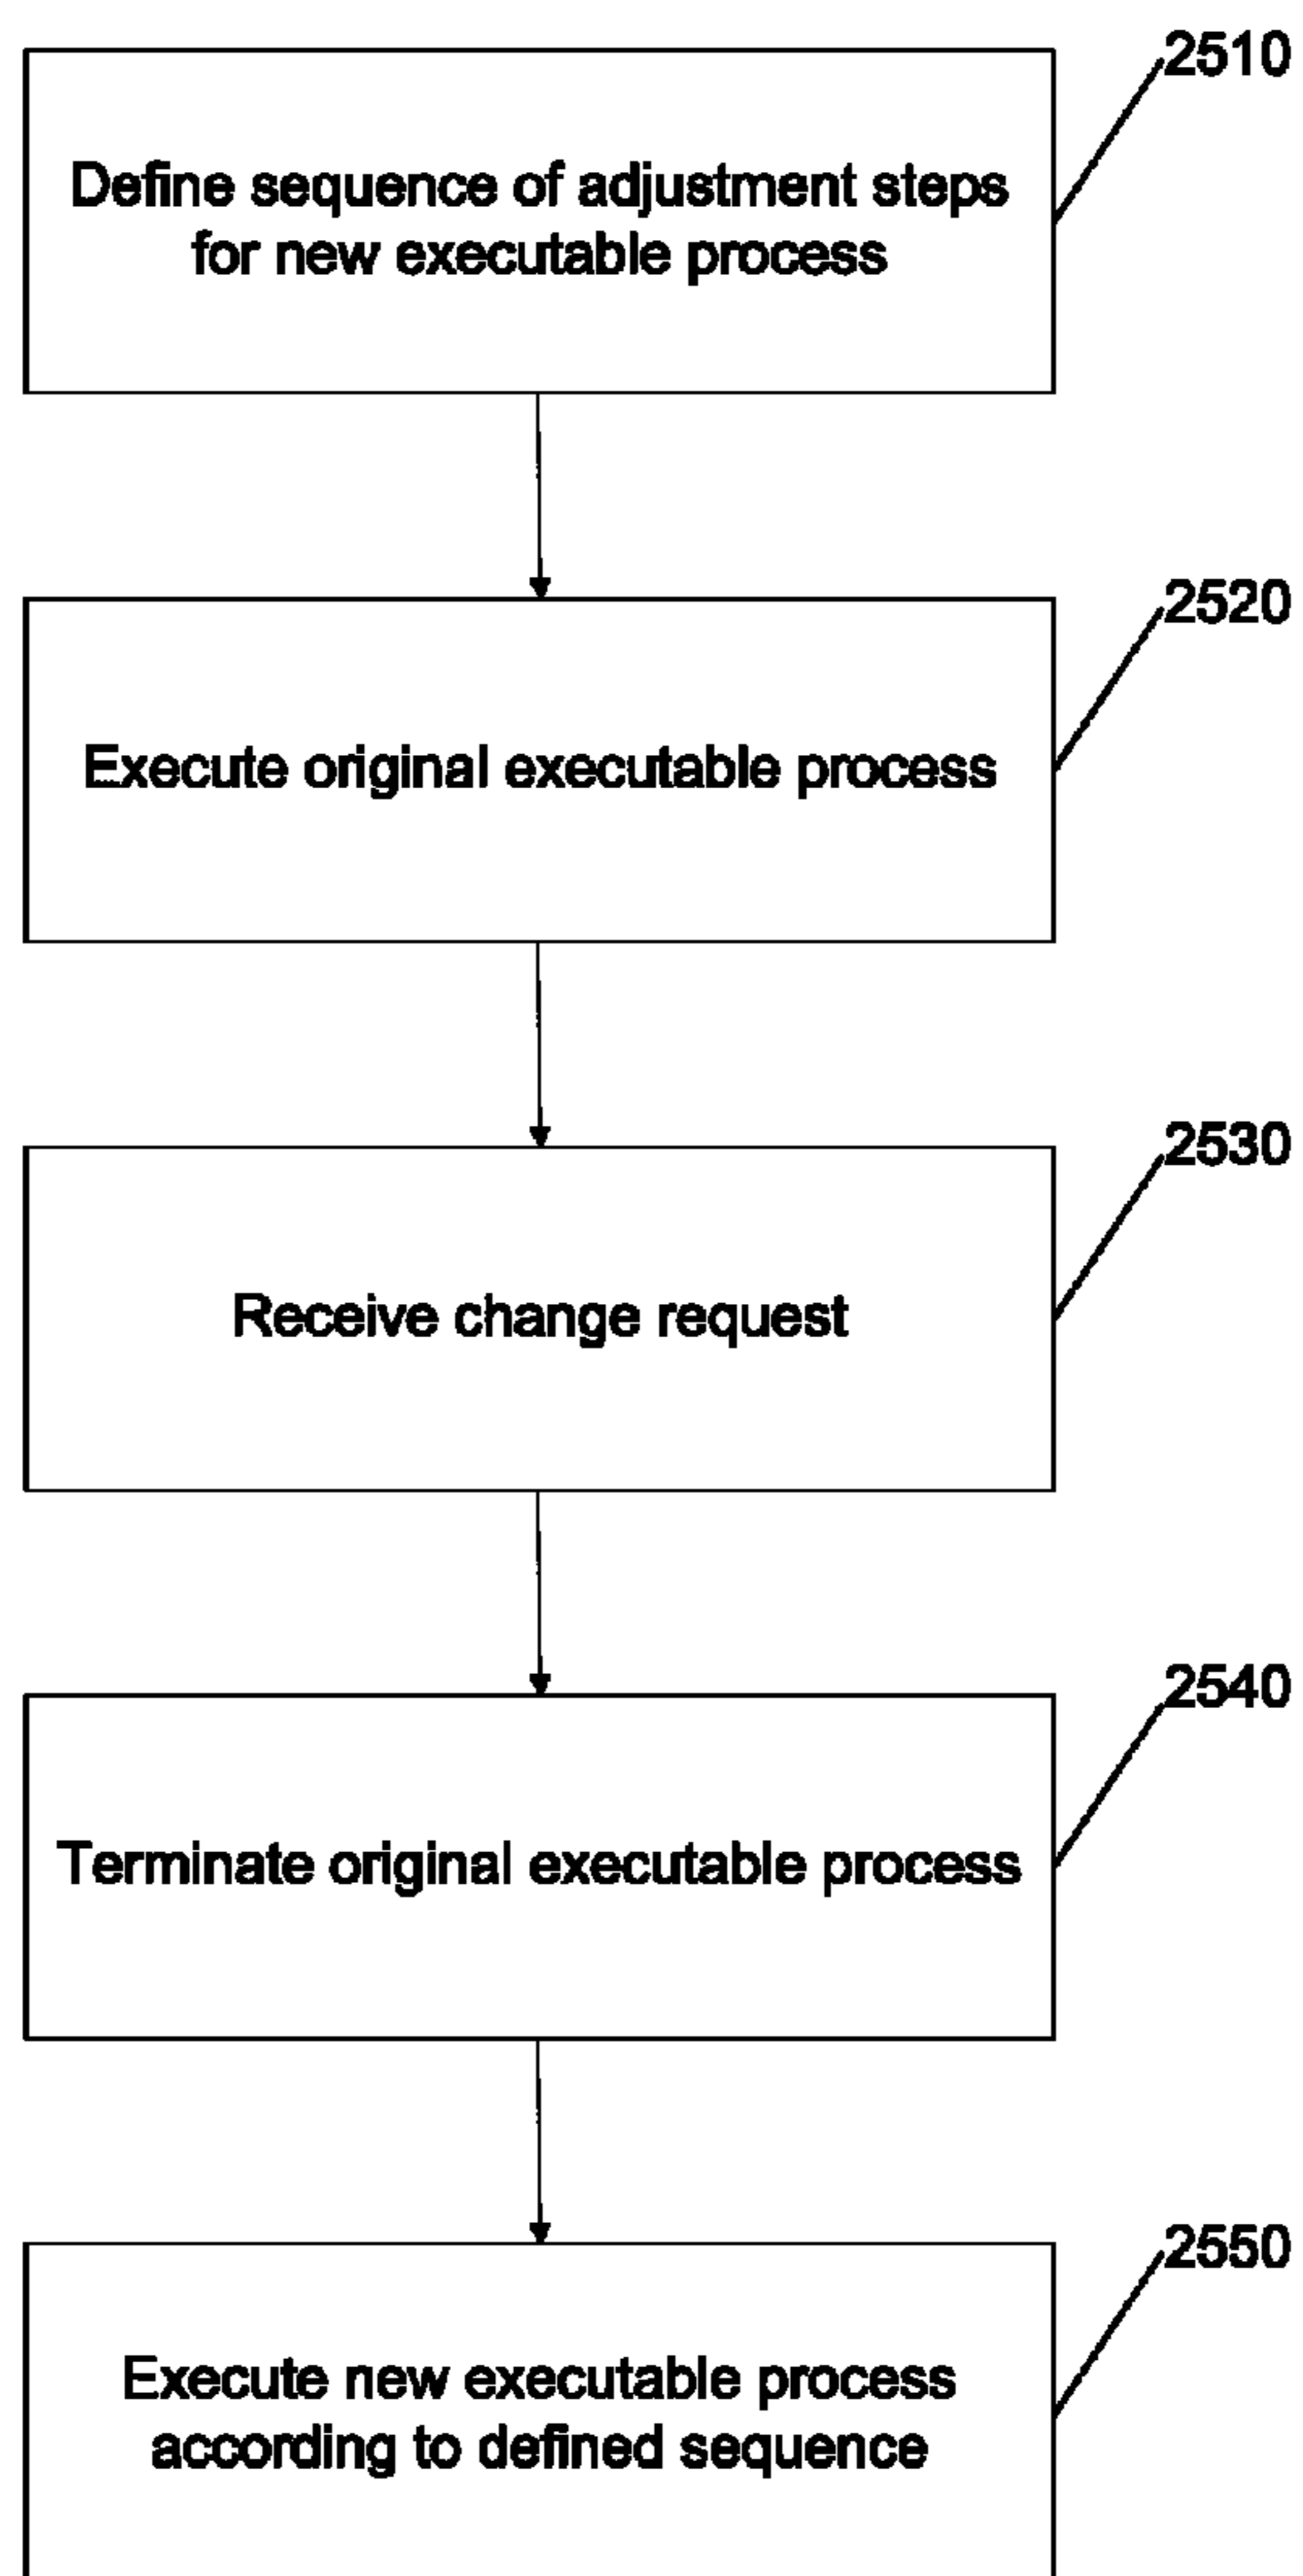 2510
Define sequence of adjustment steps
for new executable process
2520
Execute original executable process
2530
Receive change request
2540
Terminate original executable process
2550
Execute new executable process
according to defined sequence